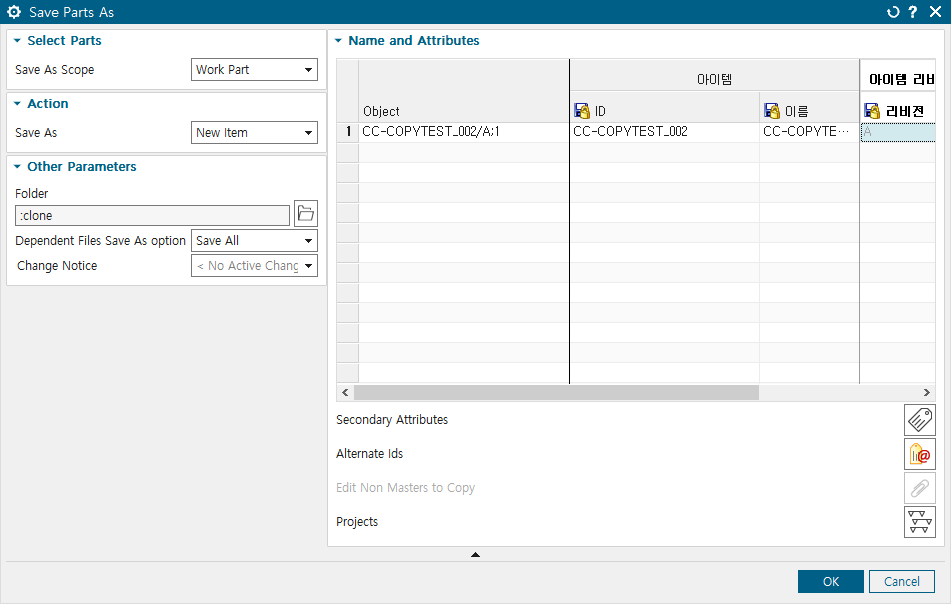 Save Parts As
Select Parts
Save As Scope
Work Part
Action
Save As
New Item
Other Parameters
Folder
:clone
Dependent Files Save As option
Save All
Change Notice
< No Active Chang
Name and Attributes
아이템
아이템 리비
Object
ID
이름
리비전
1
CC-COPYTEST_002/A;1
CC-COPYTEST_002
CC-COPYTE···
A
Secondary Attributes
Alternate Ids
Edit Non Masters to Copy
Projects
OK
Cancel